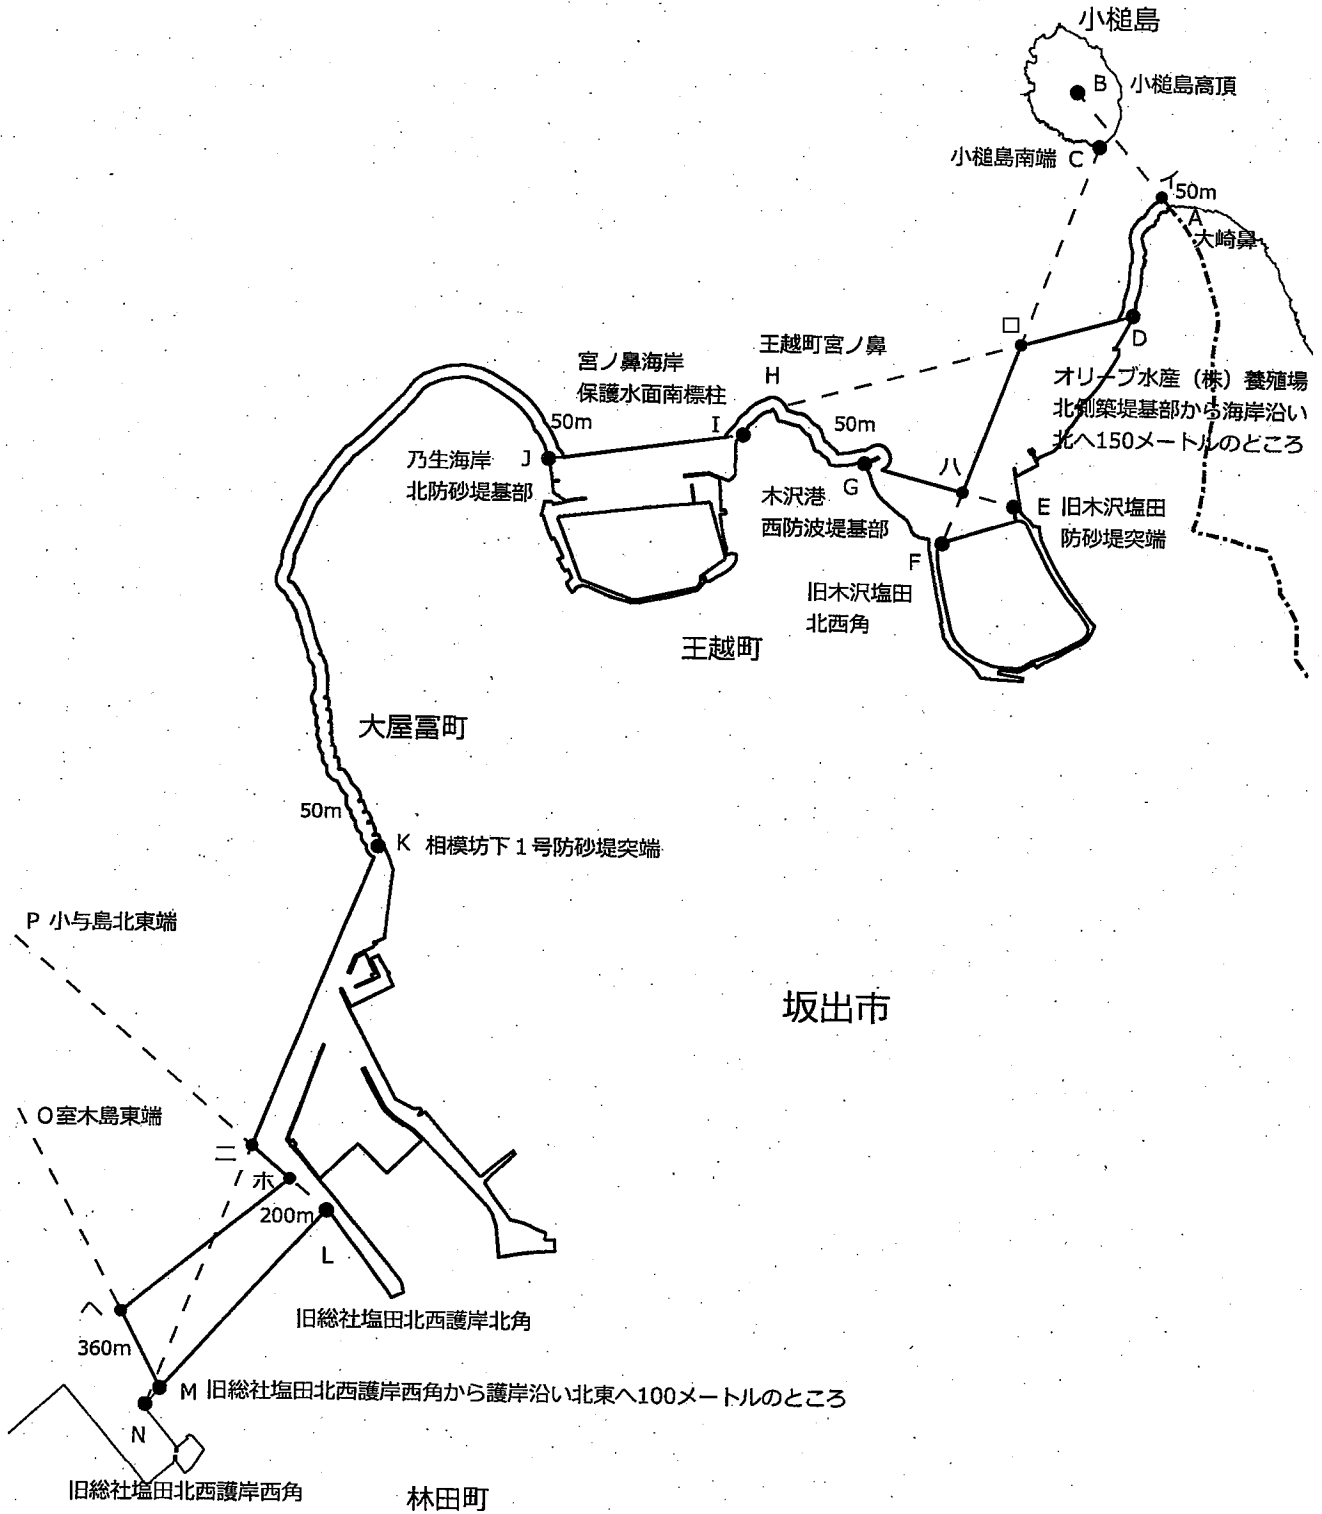 小槌島
B 小槌島高頂
小槌島南端 C
イ
50m
A
大崎鼻
ロ
D
王越町宮ノ鼻
H
宮ノ鼻海岸
保護水面南標柱
I
オリーブ水産（株）養殖場
北側築堤基部から海岸沿い
北へ150メートルのところ
50m
50m
乃生海岸 J
北防砂堤基部
G
ハ
木沢港
西防波堤基部
E 旧木沢塩田
防砂堤突端
F
旧木沢塩田
北西角
王越町
大屋冨町
50m
K 相模坊下１号防砂堤突端
P 小与島北東端
坂出市
O室木島東端
ニ
ホ
200m
L
ヘ
旧総社塩田北西護岸北角
360m
M 旧総社塩田北西護岸西角から護岸沿い北東へ100メートルのところ
N
旧総社塩田北西護岸西角
林田町